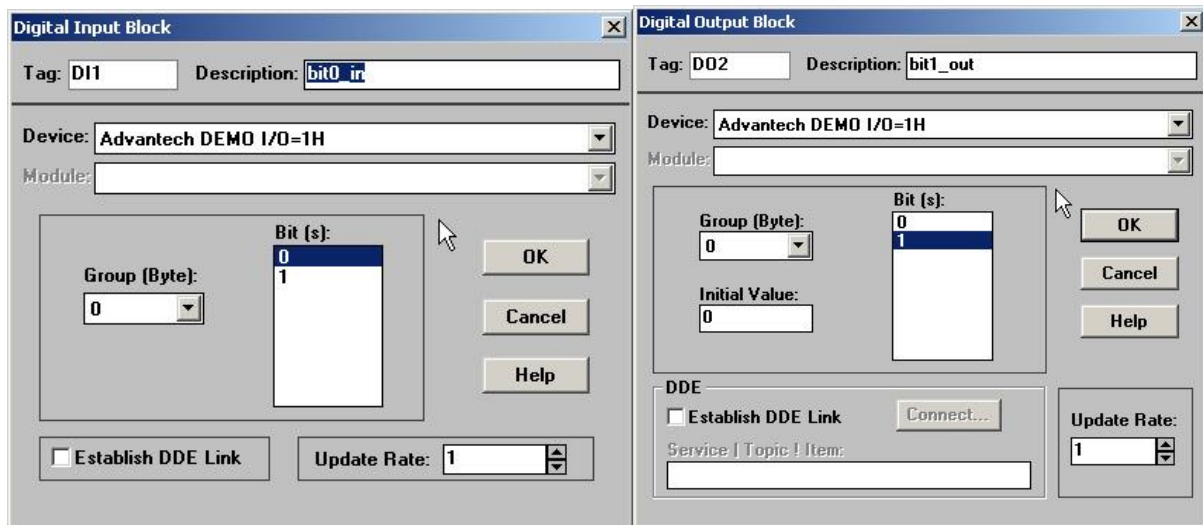 Digital Input Block
Tag: DI1 Description: bit0_in
Device: Advantech DEMO I/O=1H
Module:
Bit (s):
0
1
Group (Byte):
0
OK
Cancel
Help
Establish DDE Link
Update Rate: 1
Digital Output Block
Tag: DO2 Description: bit1_out
Device: Advantech DEMO I/O=1H
Module:
Group (Byte):
0
Initial Value:
0
Bit (s):
0
1
OK
Cancel
Help
DDE
Establish DDE Link Connect...
Service | Topic ! Item:
Update Rate:
1